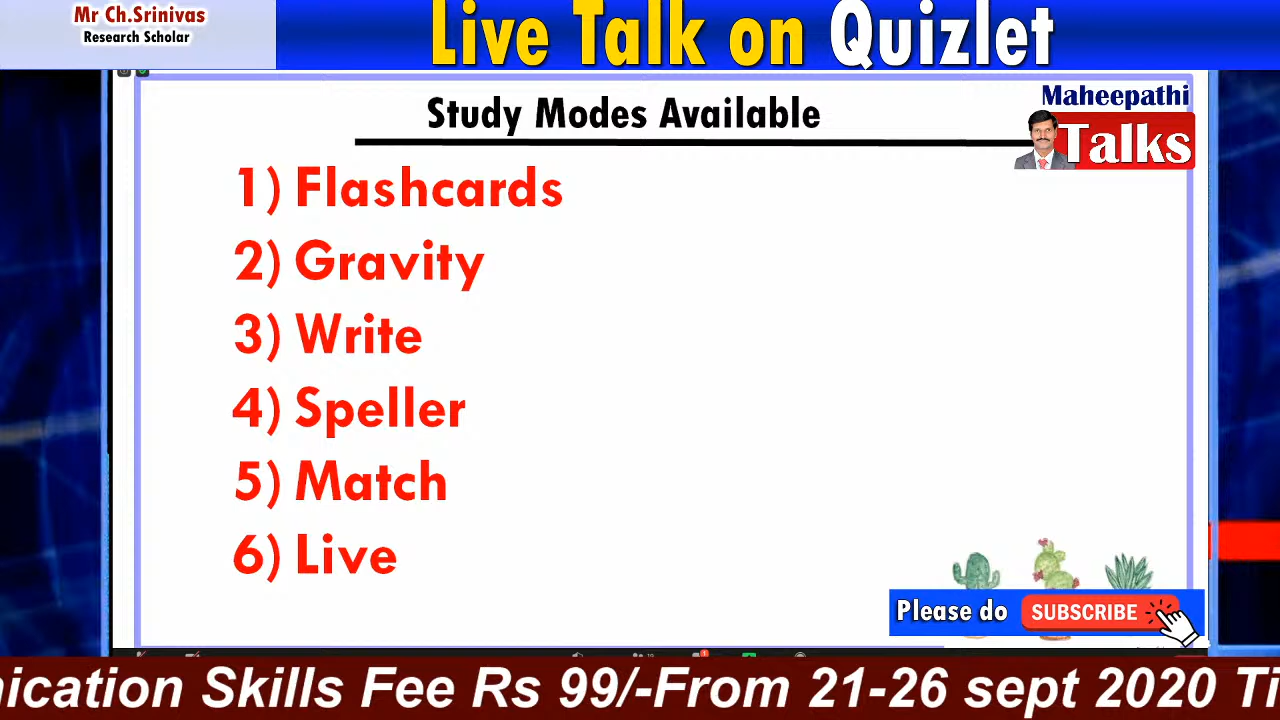 Mr Ch.Srinivas
Research Scholar
Live Talk on Quizlet
Study Modes Available
Maheepathi
Talks
1) Flashcards
2) Gravity
3) Write
4) Speller
5) Match
6) Live
Please do SUBSCRIBE
nication Skills Fee Rs 99/-From 21-26 sept 2020 Ti